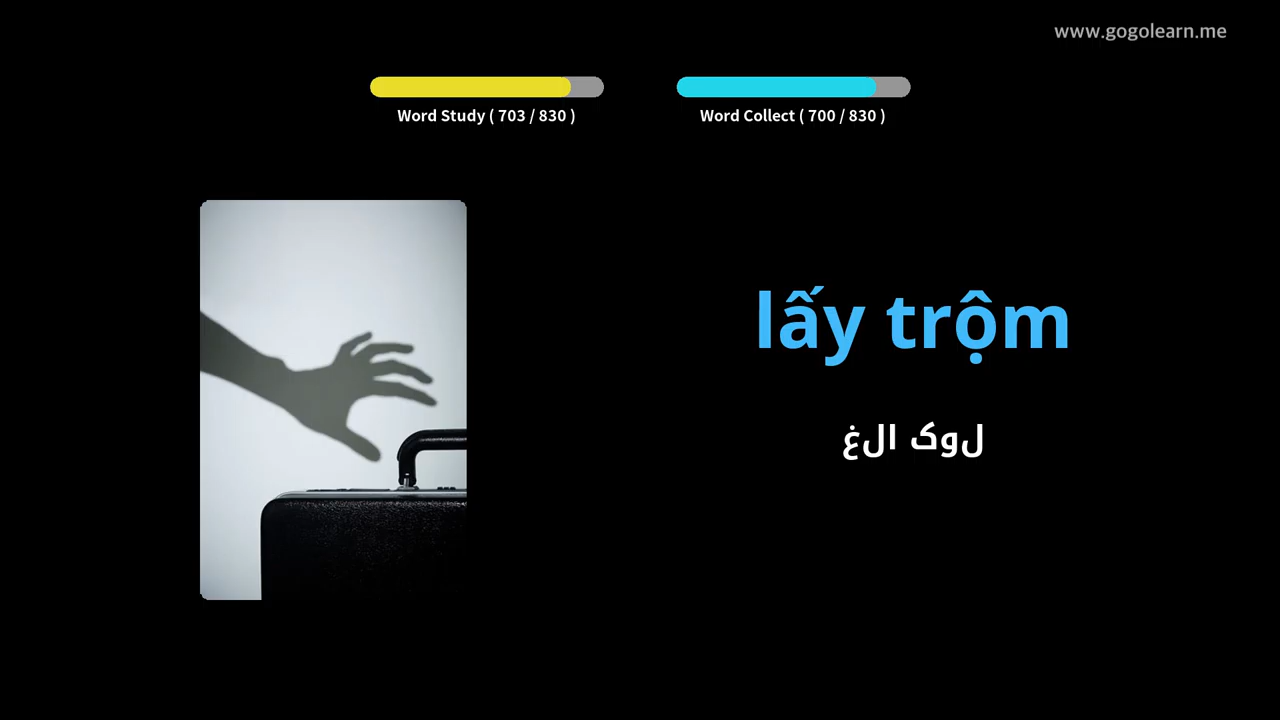 www.gogolearn.me
Word Study ( 703 / 830 )
Word Collect ( 700 / 830 )
lấy trộm
لوک الغ